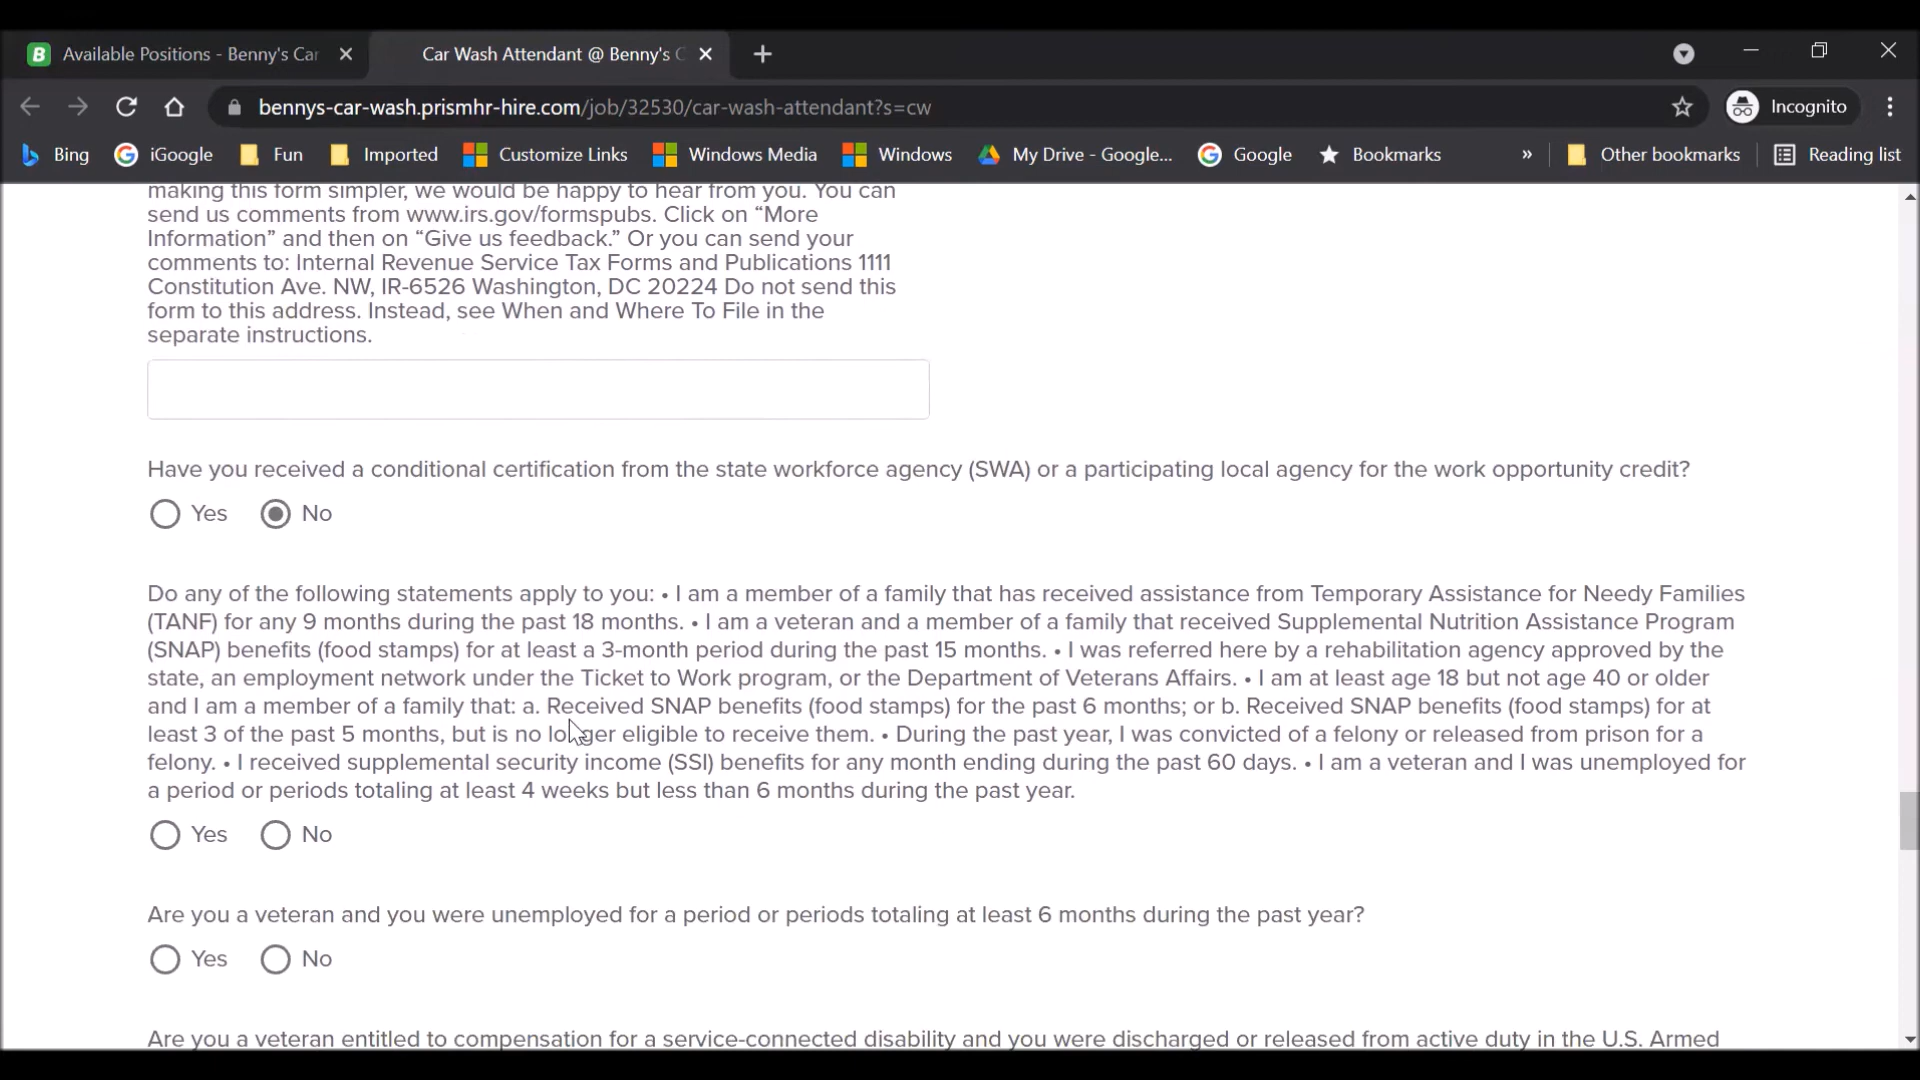 Available Positions - Benny's Car
Car Wash Attendant @ Benny's C
bennys-car-wash.prismhr-hire.com/job/32530/car-wash-attendant?s=cw
Incognito
Bing
iGoogle
Fun
Imported
Customize Links
Windows Media
Windows
My Drive - Google...
Google
Bookmarks
»
Other bookmarks
Reading list
making this form simpler, we would be happy to hear from you. You can
send us comments from www.irs.gov/formspubs. Click on “More
Information” and then on “Give us feedback.” Or you can send your
comments to: Internal Revenue Service Tax Forms and Publications 1111
Constitution Ave. NW, IR-6526 Washington, DC 20224 Do not send this
form to this address. Instead, see When and Where To File in the
separate instructions.
Have you received a conditional certification from the state workforce agency (SWA) or a participating local agency for the work opportunity credit?
Yes No
Do any of the following statements apply to you: • I am a member of a family that has received assistance from Temporary Assistance for Needy Families
(TANF) for any 9 months during the past 18 months. • I am a veteran and a member of a family that received Supplemental Nutrition Assistance Program
(SNAP) benefits (food stamps) for at least a 3-month period during the past 15 months. • I was referred here by a rehabilitation agency approved by the
state, an employment network under the Ticket to Work program, or the Department of Veterans Affairs. • I am at least age 18 but not age 40 or older
and I am a member of a family that: a. Received SNAP benefits (food stamps) for the past 6 months; or b. Received SNAP benefits (food stamps) for at
least 3 of the past 5 months, but is no longer eligible to receive them. • During the past year, I was convicted of a felony or released from prison for a
felony. • I received supplemental security income (SSI) benefits for any month ending during the past 60 days. • I am a veteran and I was unemployed for
a period or periods totaling at least 4 weeks but less than 6 months during the past year.
Yes No
Are you a veteran and you were unemployed for a period or periods totaling at least 6 months during the past year?
Yes No
Are you a veteran entitled to compensation for a service-connected disability and you were discharged or released from active duty in the U.S. Armed